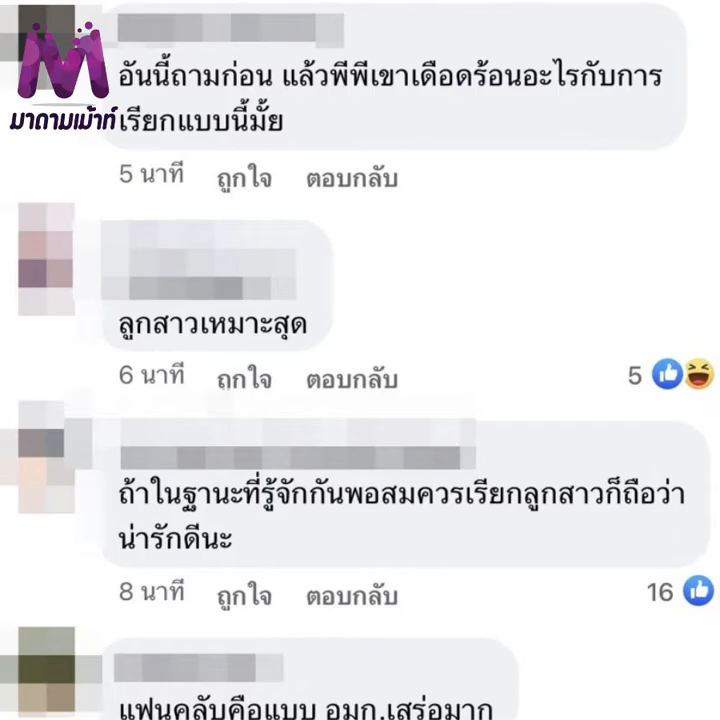 มาดามเม้าท์
อันนี้ถามก่อน แล้วพีพีเขาเดือดร้อนอะไรกับการ
เรียกแบบนี้มั้ย
5 นาที ถูกใจ ตอบกลับ
ลูกสาวเหมาะสุด
6 นาที ถูกใจ ตอบกลับ 5
ถ้าในฐานะที่รู้จักกันพอสมควรเรียกลูกสาวก็ถือว่า
น่ารักดีนะ
8 นาที ถูกใจ ตอบกลับ 16
แฟนคลับคือแบบ อมก.เสร่อมาก